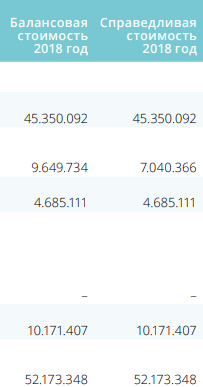 Балансовая Справедливая
стоимость стоимость
2018 год 2018 год
45.350.092 45.350.092
9.649.734 7.040.366
4.685.111 4.685.111
– –
10.171.407 10.171.407
52.173.348 52.173.348